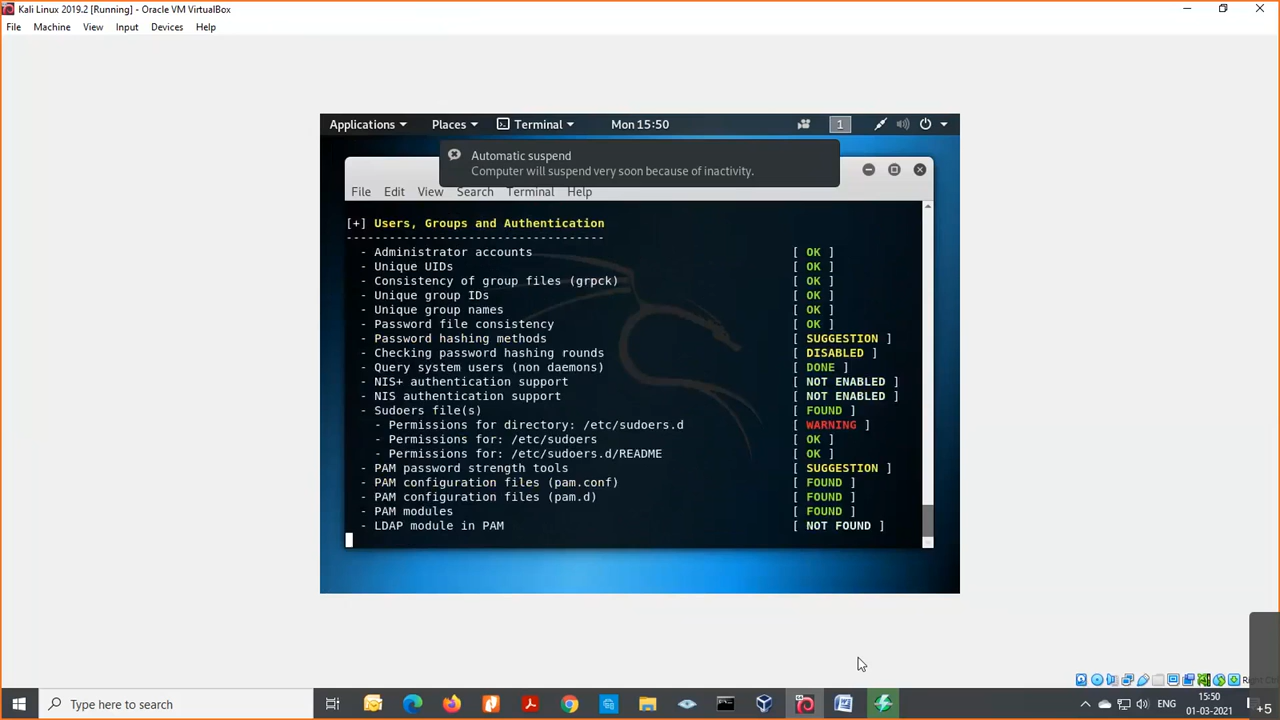 Kali Linux 2019.2 [Running] - Oracle VM VirtualBox
File Machine View Input Devices Help
Applications Places Terminal Mon 15:50 1
Automatic suspend
Computer will suspend very soon because of inactivity.
File Edit View Search Terminal Help
[+] Users, Groups and Authentication
------------------------------------
- Administrator accounts [ OK ]
- Unique UIDs [ OK ]
- Consistency of group files (grpck) [ OK ]
- Unique group IDs [ OK ]
- Unique group names [ OK ]
- Password file consistency [ OK ]
- Password hashing methods [ SUGGESTION ]
- Checking password hashing rounds [ DISABLED ]
- Query system users (non daemons) [ DONE ]
- NIS+ authentication support [ NOT ENABLED ]
- NIS authentication support [ NOT ENABLED ]
- Sudoers file(s) [ FOUND ]
- Permissions for directory: /etc/sudoers.d [ WARNING ]
- Permissions for: /etc/sudoers [ OK ]
- Permissions for: /etc/sudoers.d/README [ OK ]
- PAM password strength tools [ SUGGESTION ]
- PAM configuration files (pam.conf) [ FOUND ]
- PAM configuration files (pam.d) [ FOUND ]
- PAM modules [ FOUND ]
- LDAP module in PAM [ NOT FOUND ]
Right Ctrl
Type here to search
ENG
15:50
01-03-2021
+5